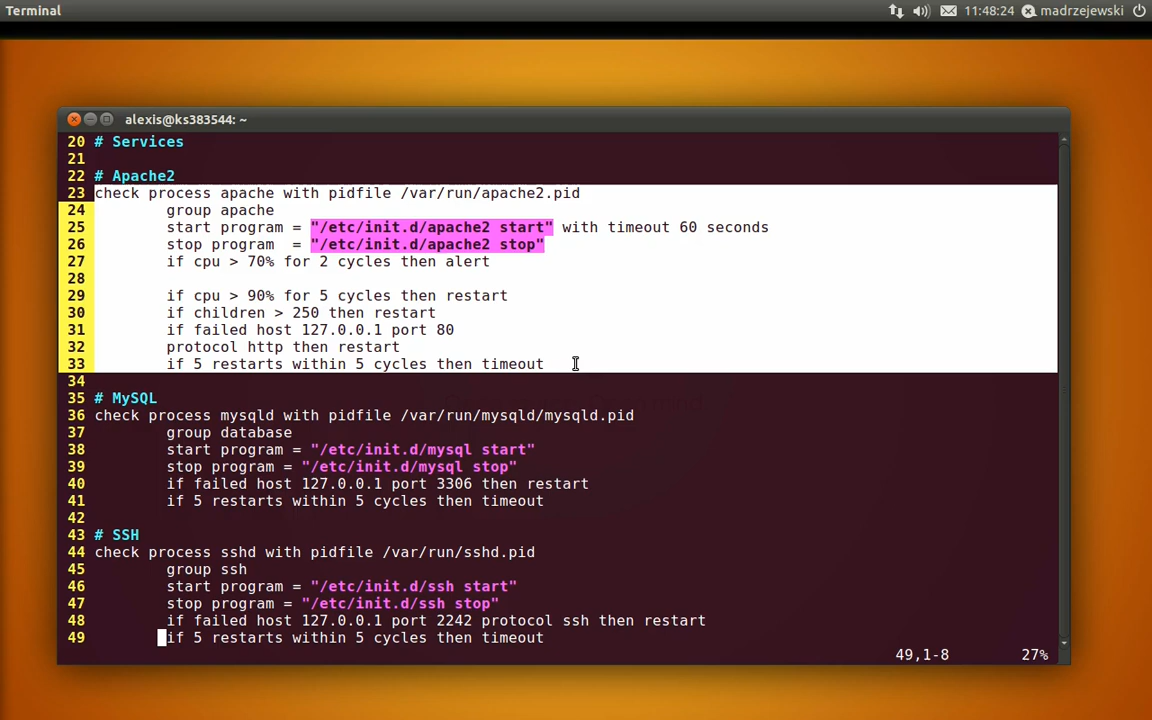 Terminal
11:48:24 madrzejewski
alexis@ks383544: ~
20 # Services
21
22 # Apache2
23 check process apache with pidfile /var/run/apache2.pid
24 group apache
25 start program = "/etc/init.d/apache2 start" with timeout 60 seconds
26 stop program  = "/etc/init.d/apache2 stop"
27 if cpu > 70% for 2 cycles then alert
28
29 if cpu > 90% for 5 cycles then restart
30 if children > 250 then restart
31 if failed host 127.0.0.1 port 80
32 protocol http then restart
33 if 5 restarts within 5 cycles then timeout
34
35 # MySQL
36 check process mysqld with pidfile /var/run/mysqld/mysqld.pid
37 group database
38 start program = "/etc/init.d/mysql start"
39 stop program = "/etc/init.d/mysql stop"
40 if failed host 127.0.0.1 port 3306 then restart
41 if 5 restarts within 5 cycles then timeout
42
43 # SSH
44 check process sshd with pidfile /var/run/sshd.pid
45 group ssh
46 start program = "/etc/init.d/ssh start"
47 stop program = "/etc/init.d/ssh stop"
48 if failed host 127.0.0.1 port 2242 protocol ssh then restart
49 if 5 restarts within 5 cycles then timeout
49,1-8 27%